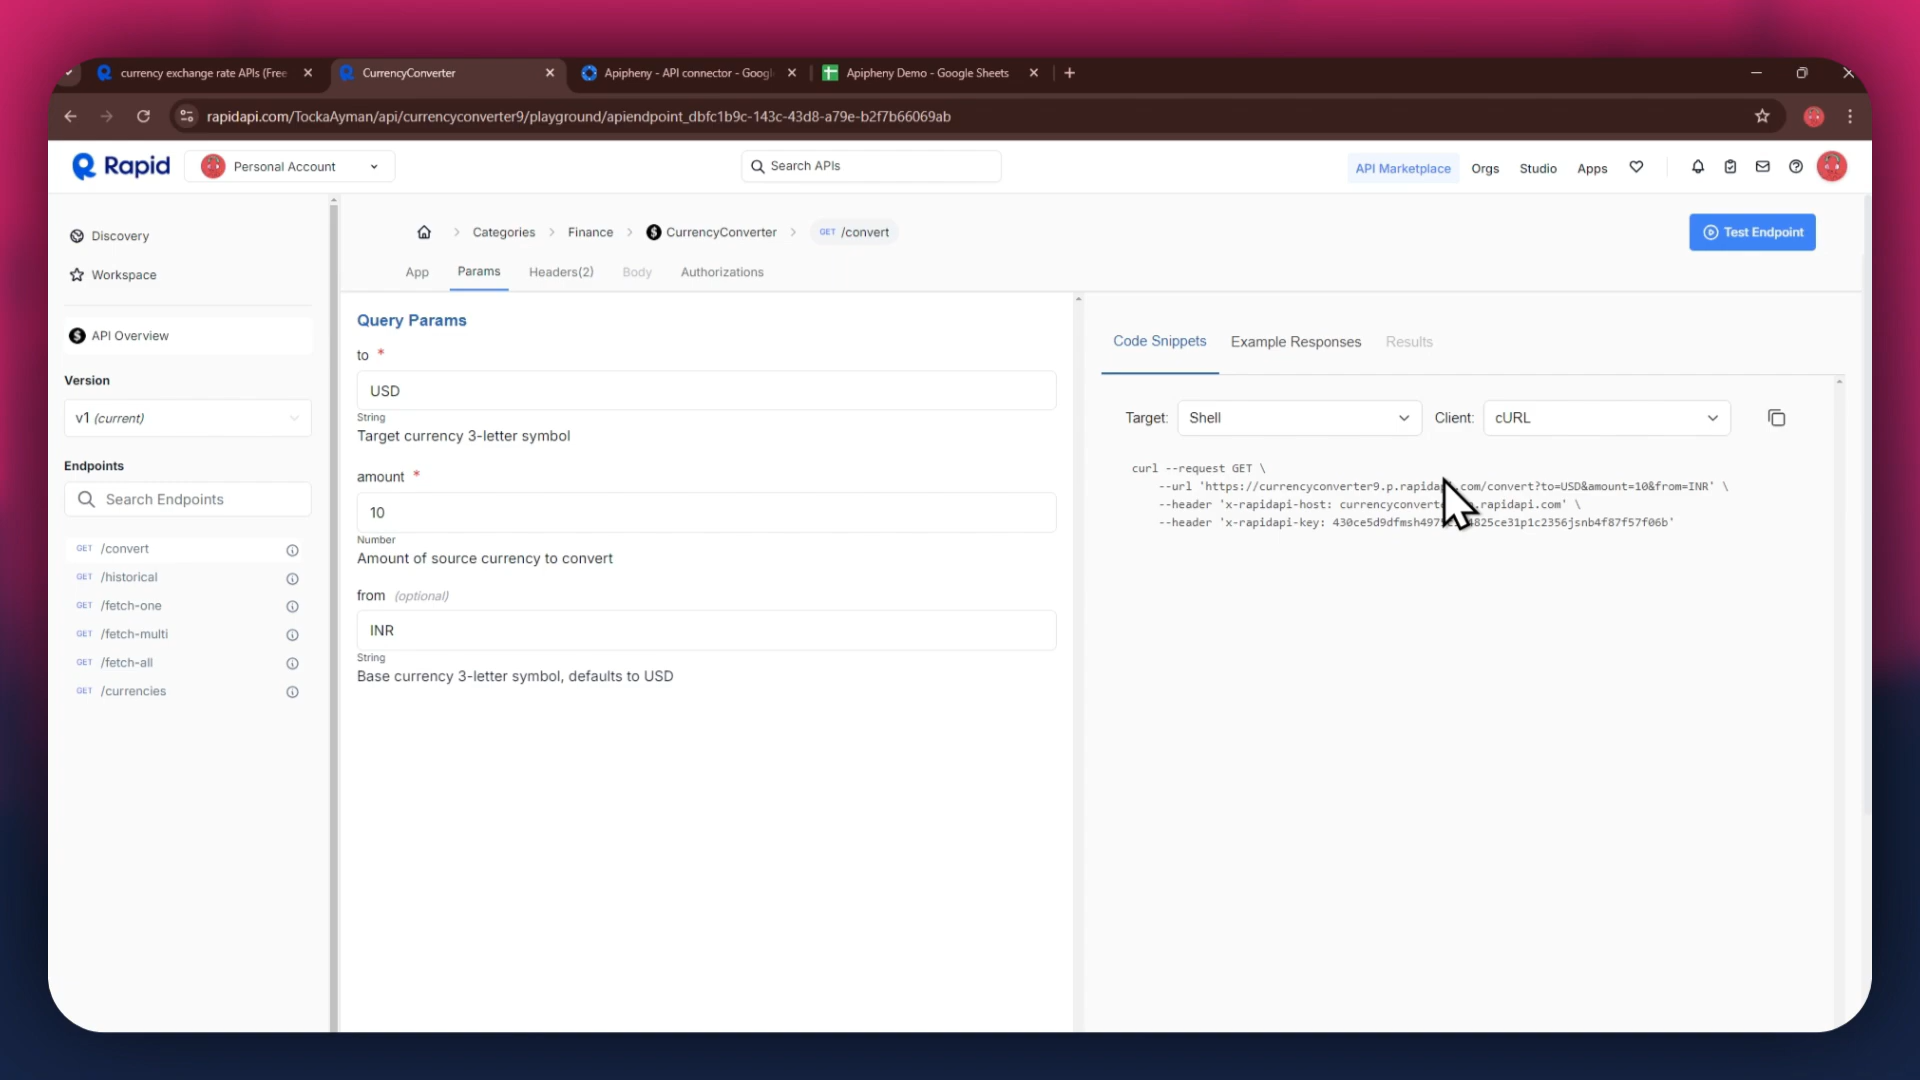 currency exchange rate APIs (Free
CurrencyConverter
Apipheny - API connector - Googl
Apipheny Demo - Google Sheets
rapidapi.com/TockaAyman/api/currencyconverter9/playground/apiendpoint_dbfc1b9c-143c-43d8-a79e-b2f7b66069ab
Rapid
Personal Account
Search APIs
API Marketplace
Orgs
Studio
Apps
Discovery
Workspace
API Overview
Version
v1 (current)
Endpoints
Search Endpoints
GET /convert
GET /historical
GET /fetch-one
GET /fetch-multi
GET /fetch-all
GET /currencies
Categories > Finance > CurrencyConverter > GET /convert
Test Endpoint
App Params Headers(2) Body Authorizations
Query Params
to *
USD
String
Target currency 3-letter symbol
amount *
10
Number
Amount of source currency to convert
from (optional)
INR
String
Base currency 3-letter symbol, defaults to USD
Code Snippets Example Responses Results
Target: Shell Client: cURL
curl --request GET \
--url 'https://currencyconverter9.p.rapidapi.com/convert?to=USD&amount=10&from=INR' \
--header 'x-rapidapi-host: .rapidapi.com' \
--header 'x-rapidapi-key: